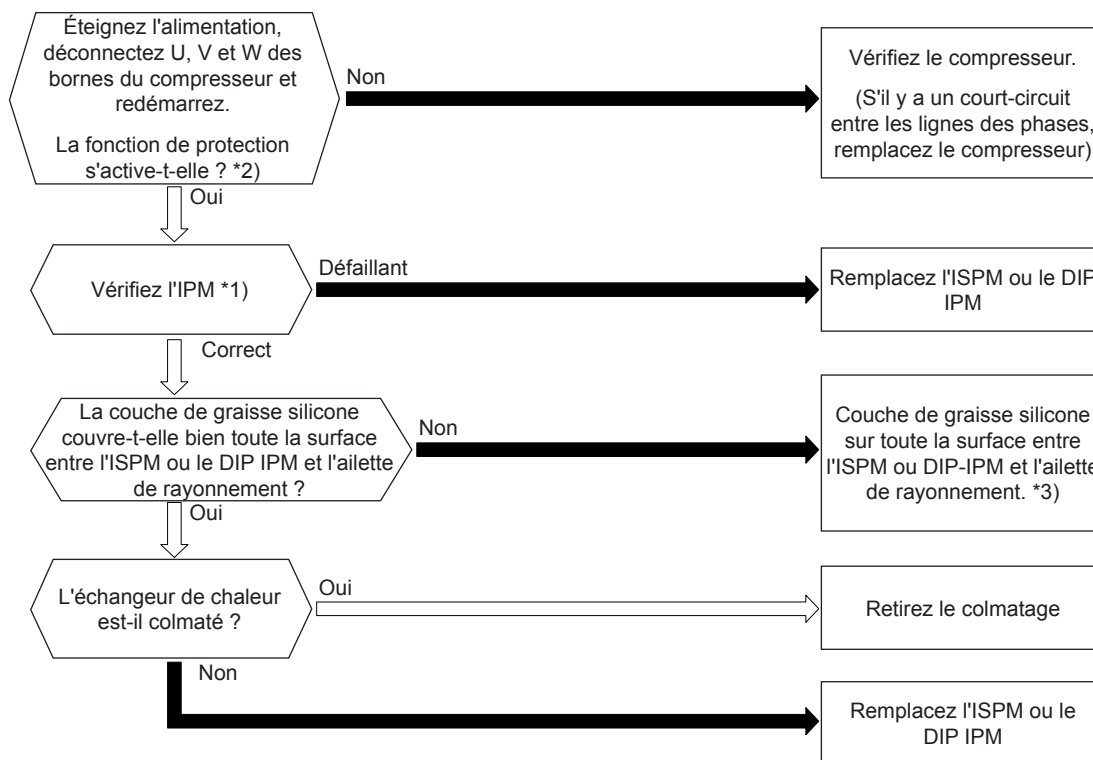 Éteignez l'alimentation,
déconnectez U, V et W des
bornes du compresseur et
redémarrez.
La fonction de protection
s'active-t-elle ? *2)
Non
Vérifiez le compresseur.
(S'il y a un court-circuit
entre les lignes des phases,
remplacez le compresseur)
Oui
Vérifiez l'IPM *1)
Défaillant
Remplacez l'ISPM ou le DIP
IPM
Correct
La couche de graisse silicone
couvre-t-elle bien toute la surface
entre l'ISPM ou le DIP IPM et l'ailette
de rayonnement ?
Non
Couche de graisse silicone
sur toute la surface entre
l'ISPM ou DIP-IPM et l'ailette
de rayonnement. *3)
Oui
L'échangeur de chaleur
est-il colmaté ?
Oui
Retirez le colmatage
Non
Remplacez l'ISPM ou le
DIP IPM